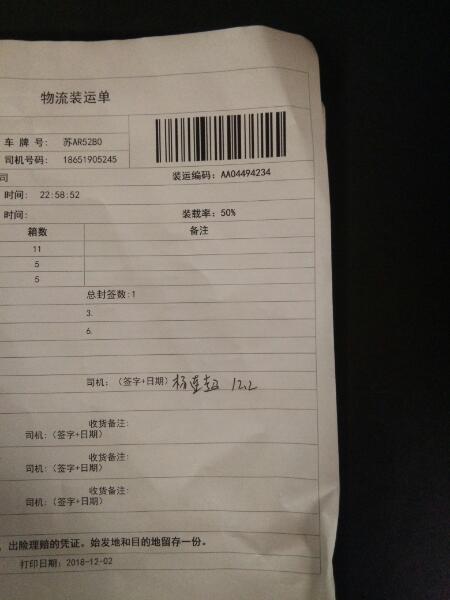 物流装运单
车 牌 号: 苏AR52B0
司机号码: 18651905245
司
装运编码: AA04494234
时间: 22:58:52
时间:
装载率: 50%
箱数 备注
11
5
5
总封签数:1
3.
6.
司机:（签字+日期） 12.2
收货备注:
司机:（签字+日期）
收货备注:
司机:（签字+日期）
收货备注:
司机:（签字+日期）
出险理赔的凭证。始发地和目的地留存一份。
打印日期: 2018-12-02